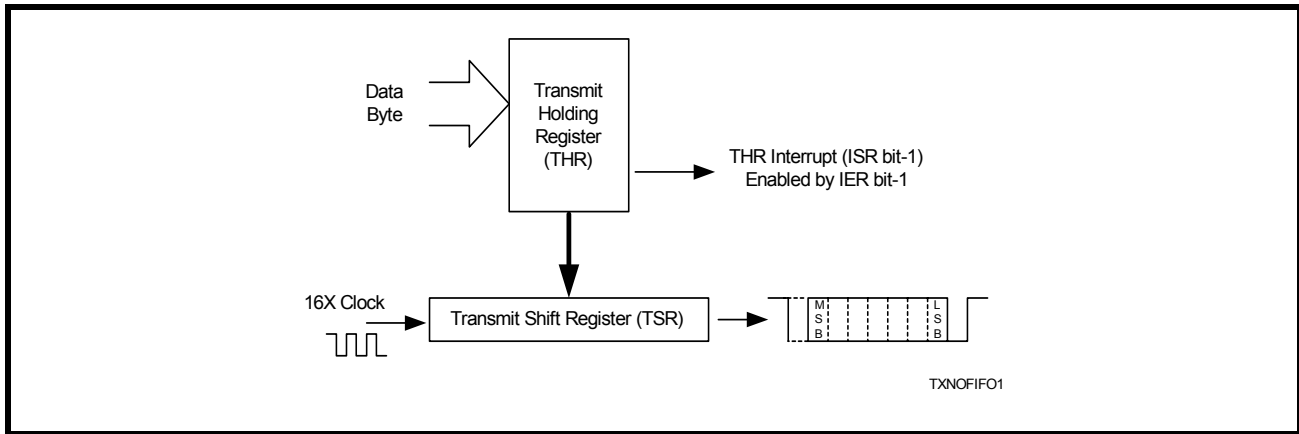 Data
Byte
Transmit
Holding
Register
(THR)
THR Interrupt (ISR bit-1)
Enabled by IER bit-1
16X Clock
Transmit Shift Register (TSR)
M
S
B
L
S
B
TXNOFIFO1